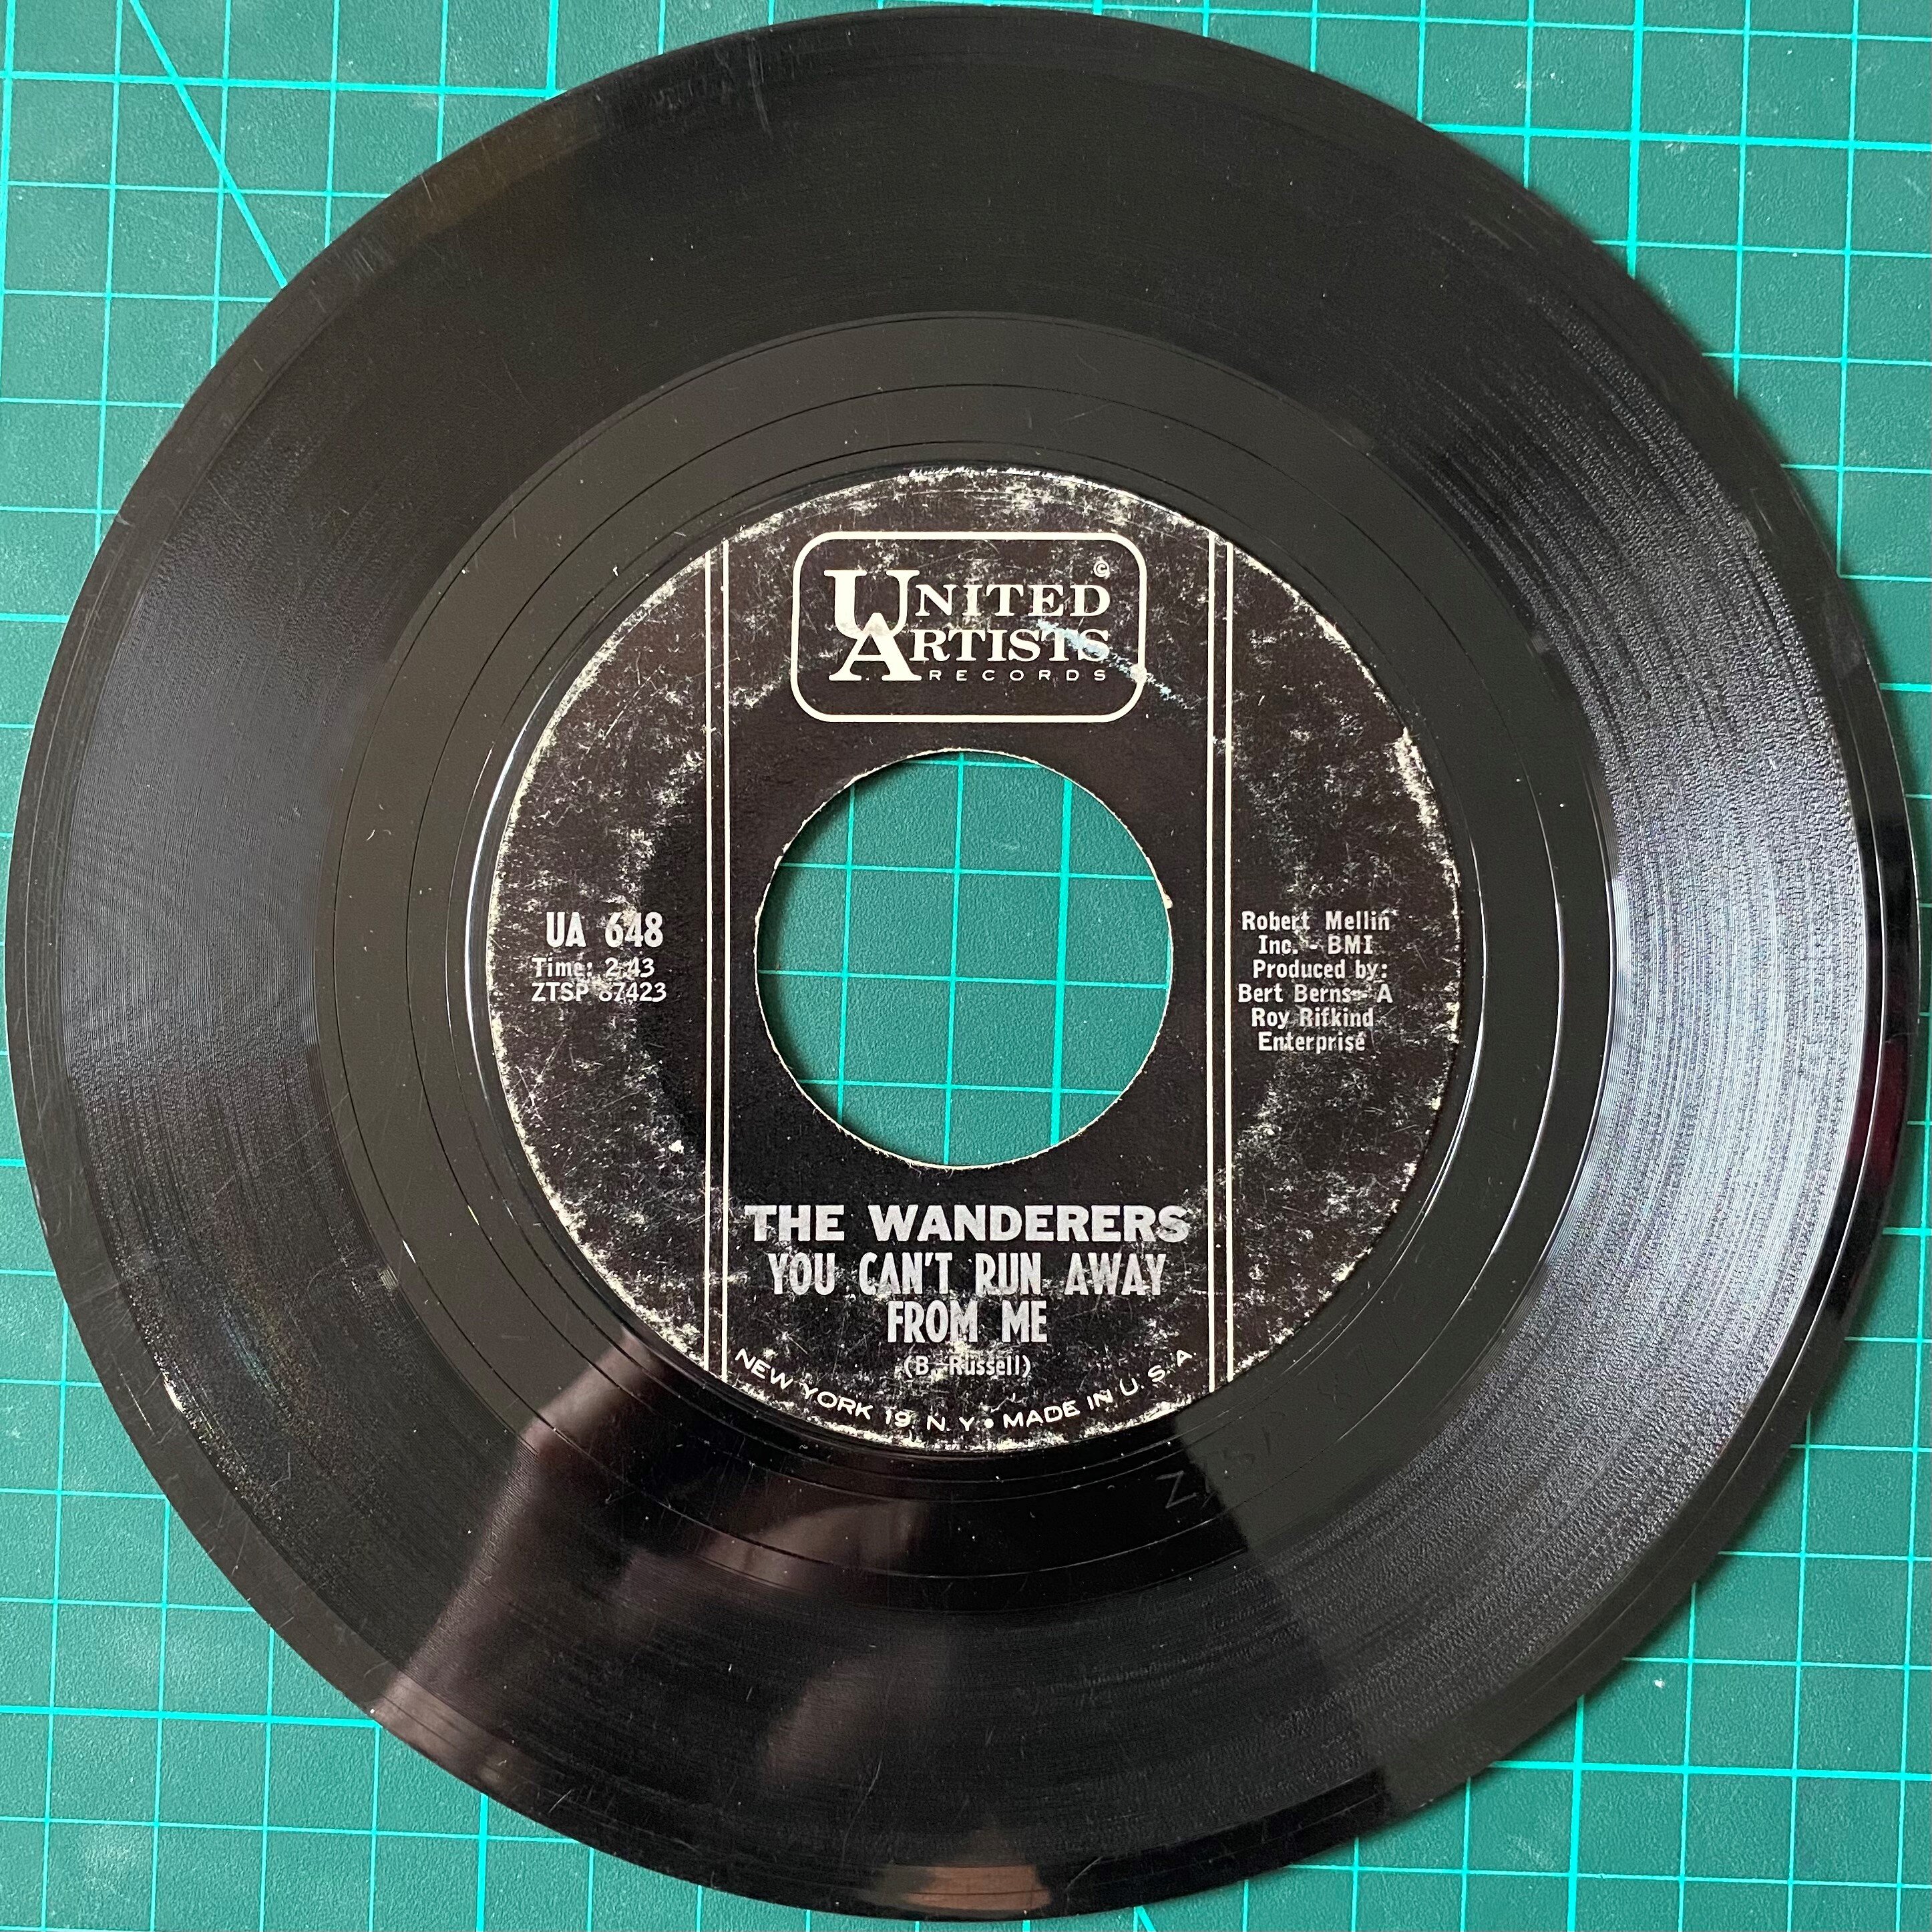 UNITED ©
ARTISTS
RECORDS
UA 648
Time: 2:43
ZTSP 87423
Robert Mellin
Inc. - BMI
Produced by:
Bert Berns - A
Roy Rifkind
Enterprise
THE WANDERERS
YOU CAN'T RUN AWAY
FROM ME
(B. Russell)
NEW YORK 19, N.Y. • MADE IN U.S.A